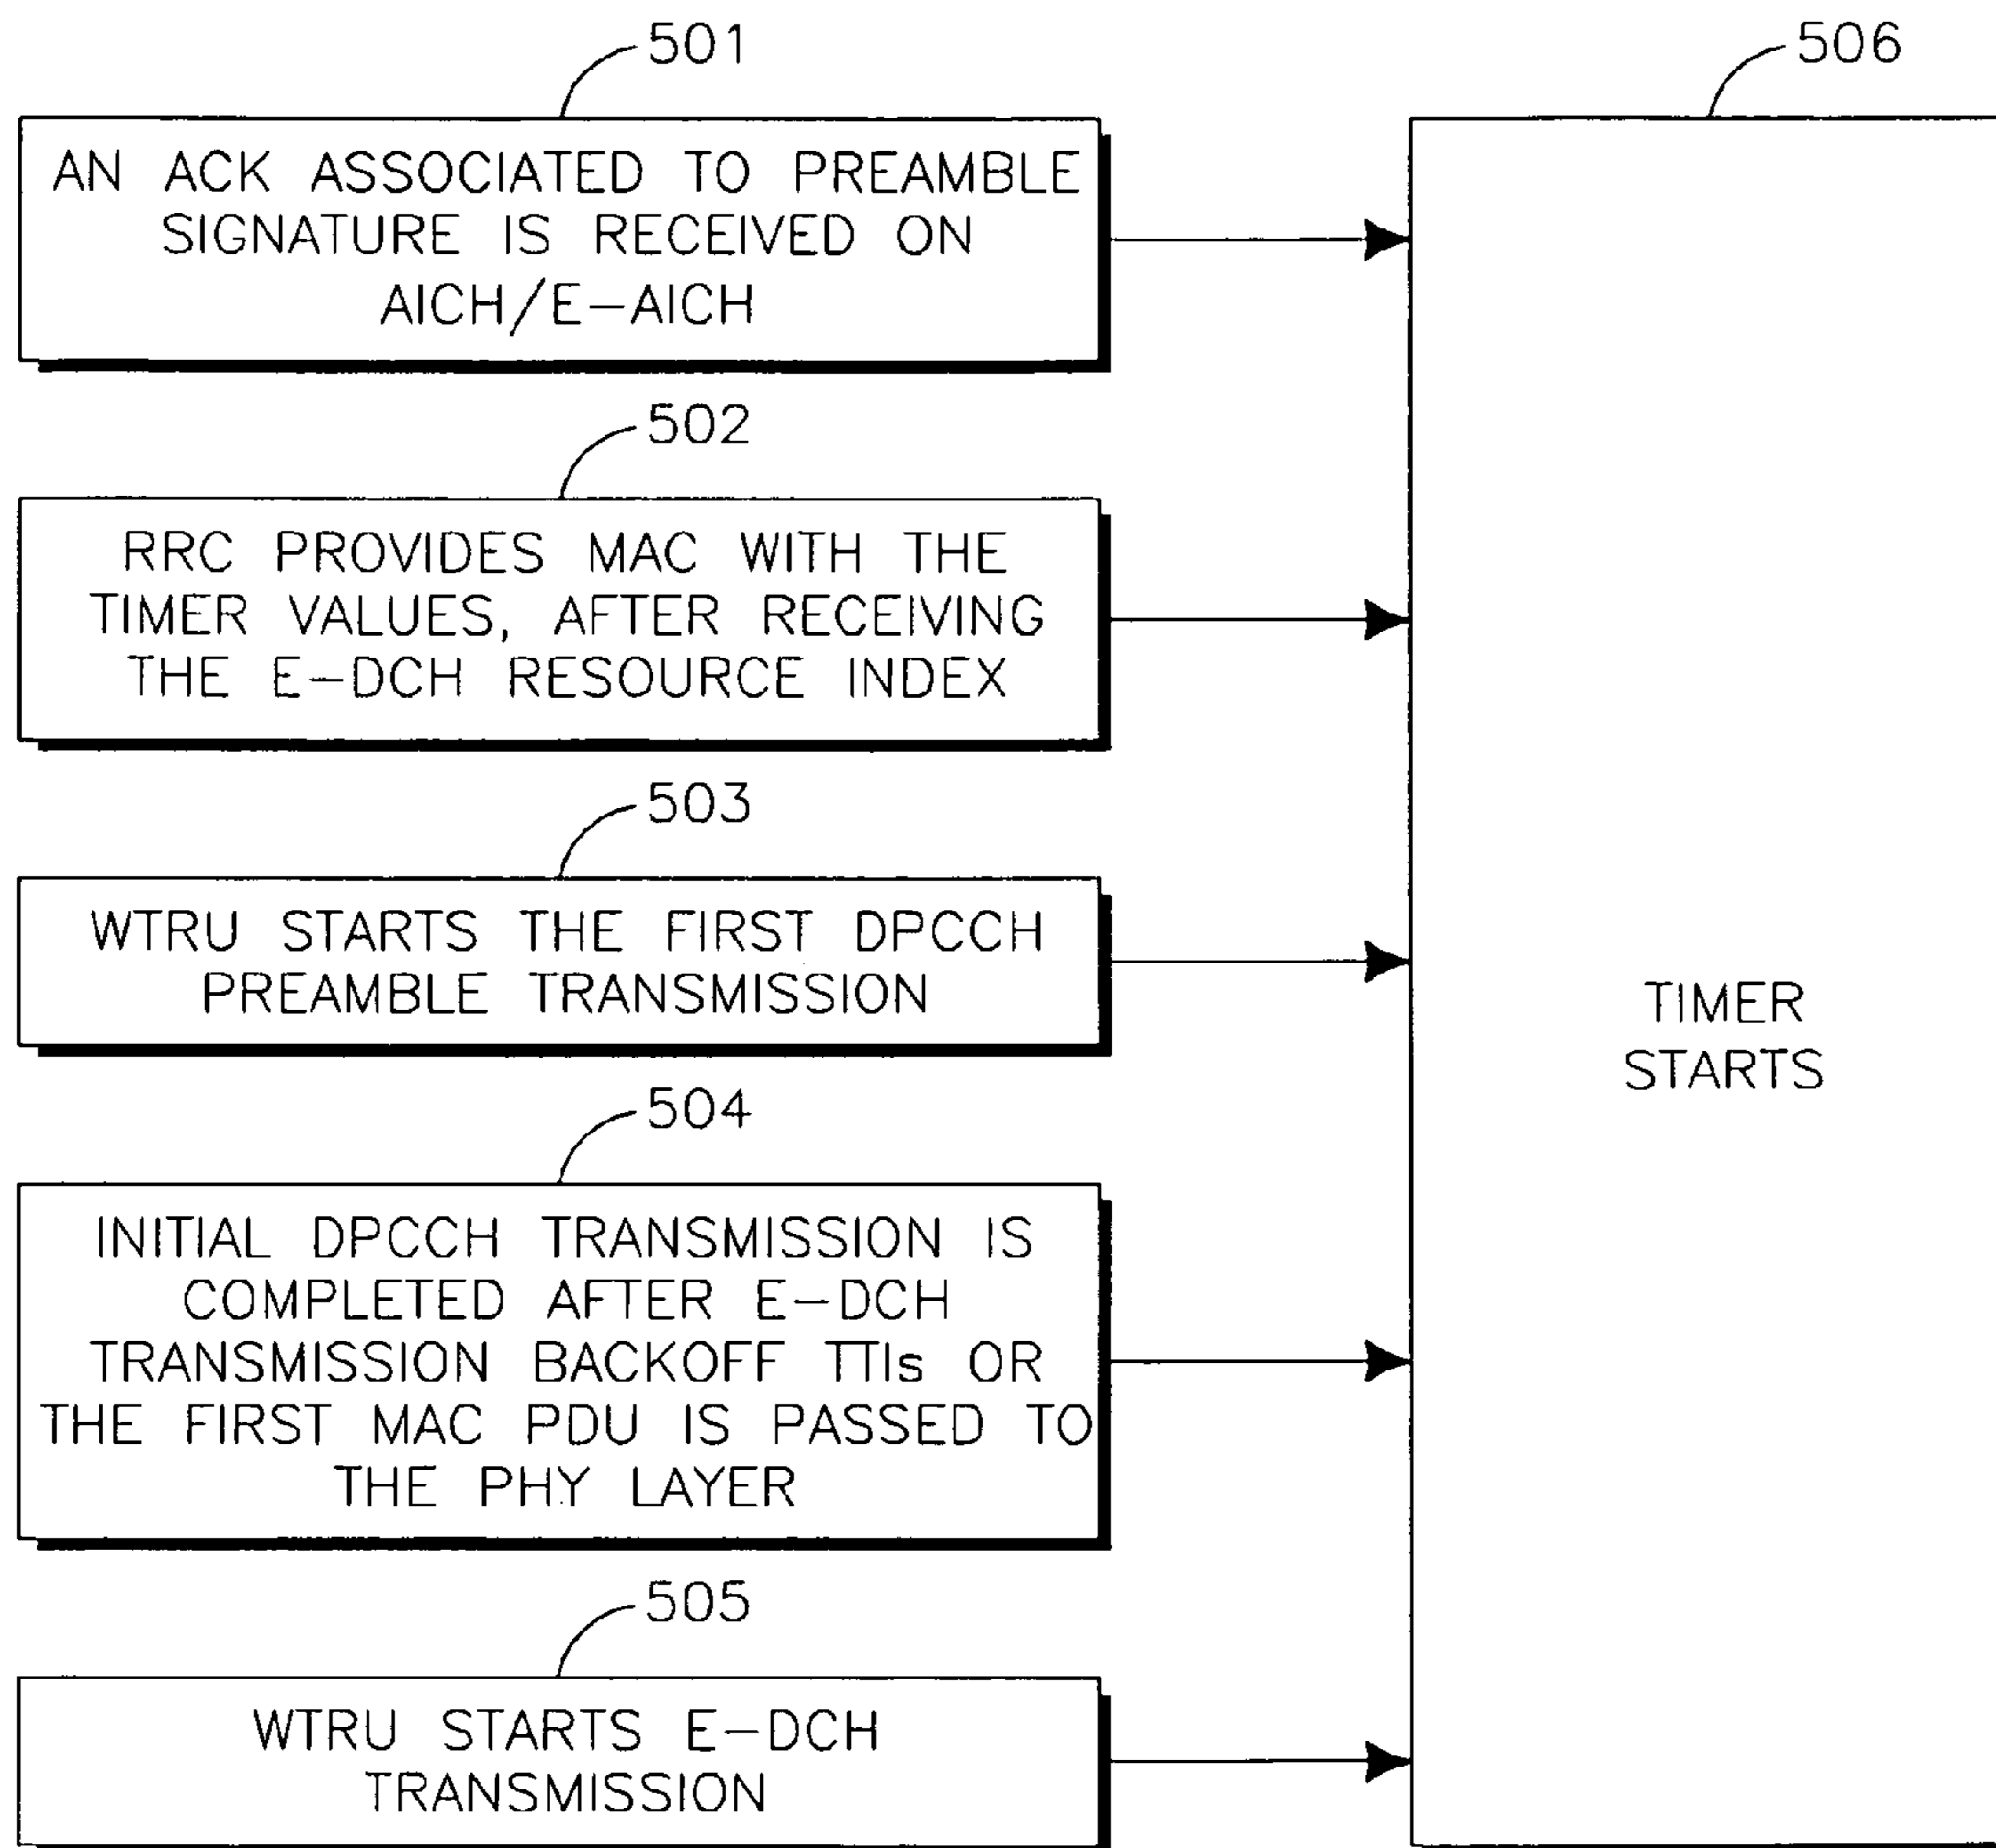 501
AN ACK ASSOCIATED TO PREAMBLE
SIGNATURE IS RECEIVED ON
AICH/E-AICH
502
RRC PROVIDES MAC WITH THE
TIMER VALUES, AFTER RECEIVING
THE E-DCH RESOURCE INDEX
503
WTRU STARTS THE FIRST DPCCH
PREAMBLE TRANSMISSION
504
INITIAL DPCCH TRANSMISSION IS
COMPLETED AFTER E-DCH
TRANSMISSION BACKOFF TTIs OR
THE FIRST MAC PDU IS PASSED TO
THE PHY LAYER
505
WTRU STARTS E-DCH
TRANSMISSION
506
TIMER
STARTS